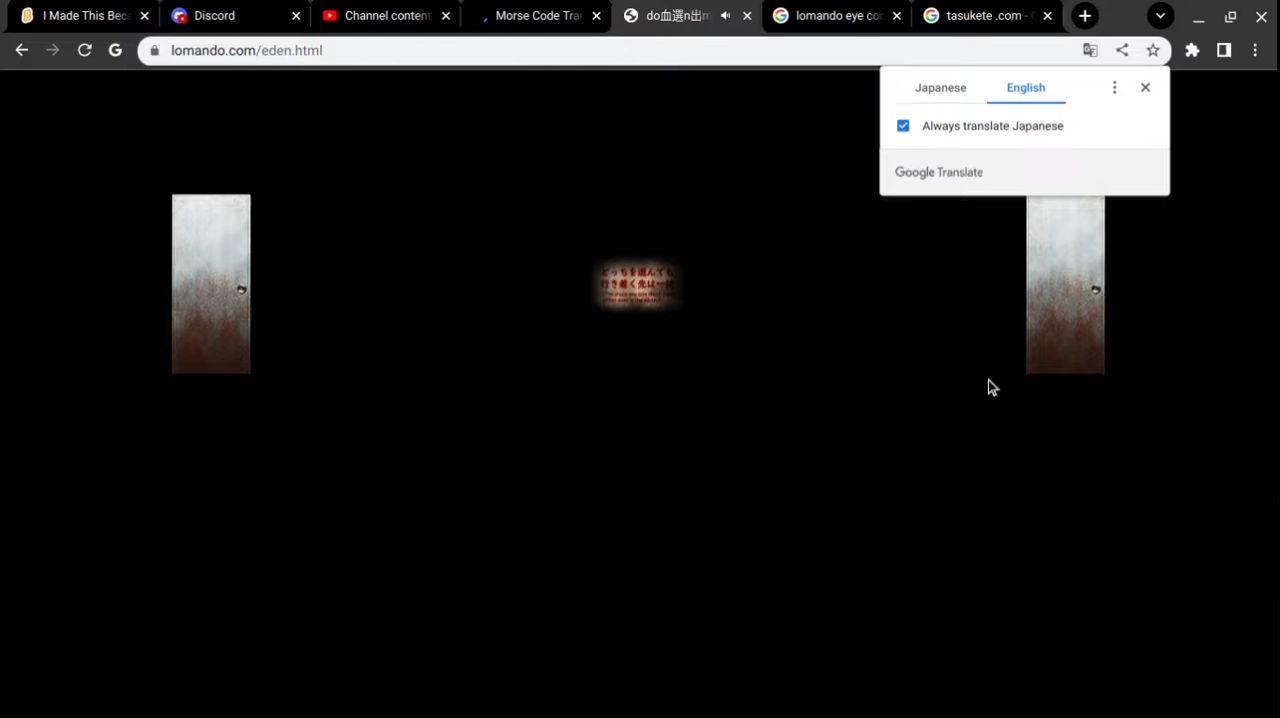 I Made This Beca
Discord
Channel content
Morse Code Tran
do血選n出m
lomando eye co
tasukete .com - 
lomando.com/eden.html
Japanese
English
Always translate Japanese
Google Translate
どっちを選んでも
行き着く先は一緒